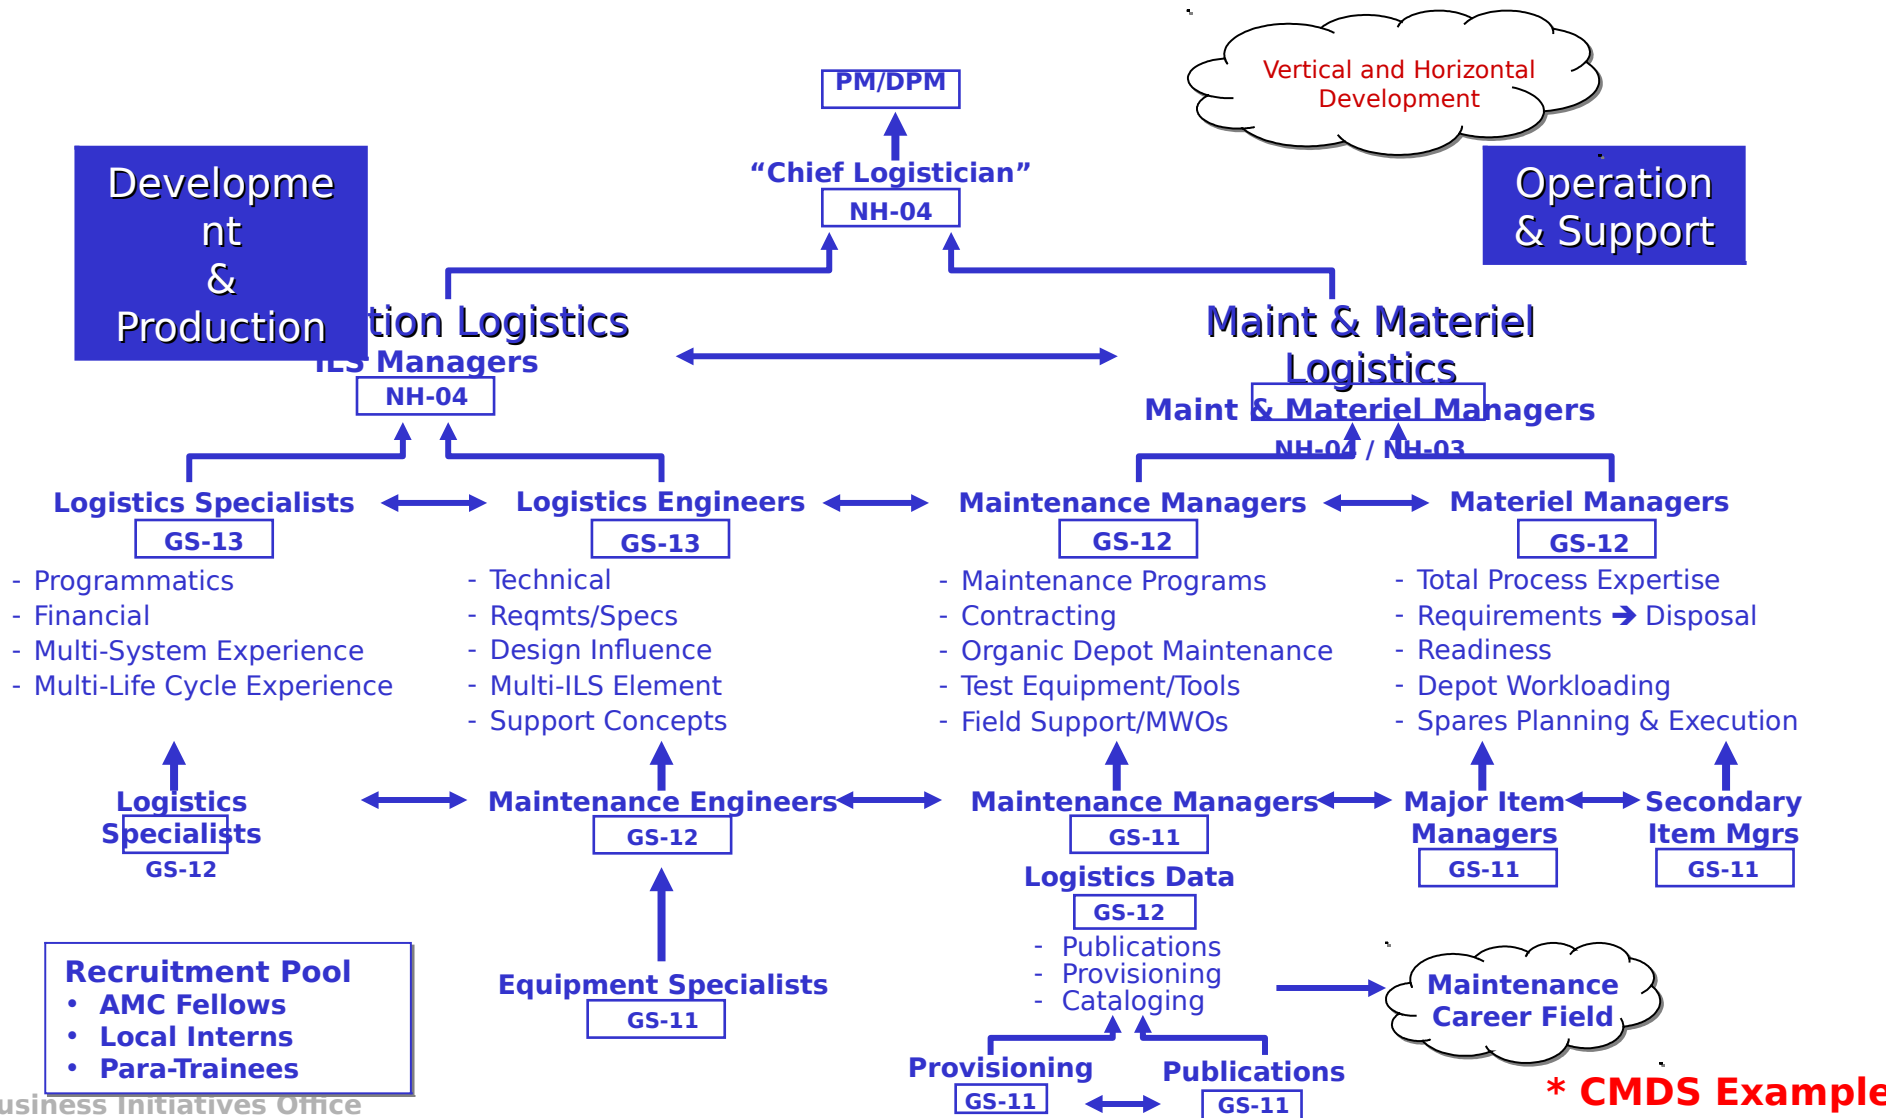 Vertical and Horizontal
Development
PM/DPM
“Chief Logistician”
NH-04
Developme
nt
&
Production
Operation
& Support
tion Logistics
ILS Managers
NH-04
Maint & Materiel
Logistics
Maint & Materiel Managers
NH-04 / NH-03
Logistics Specialists
GS-13
- Programmatics
- Financial
- Multi-System Experience
- Multi-Life Cycle Experience
Logistics Engineers
GS-13
- Technical
- Reqmts/Specs
- Design Influence
- Multi-ILS Element
- Support Concepts
Maintenance Managers
GS-12
- Maintenance Programs
- Contracting
- Organic Depot Maintenance
- Test Equipment/Tools
- Field Support/MWOs
Materiel Managers
GS-12
- Total Process Expertise
- Requirements ➔ Disposal
- Readiness
- Depot Workloading
- Spares Planning & Execution
Logistics
Specialists
GS-12
Maintenance Engineers
GS-12
Maintenance Managers
GS-11
Major Item
Managers
GS-11
Secondary
Item Mgrs
GS-11
Logistics Data
GS-12
- Publications
- Provisioning
- Cataloging
Equipment Specialists
GS-11
Maintenance
Career Field
Recruitment Pool
• AMC Fellows
• Local Interns
• Para-Trainees
Provisioning
GS-11
Publications
GS-11
* CMDS Example
usiness Initiatives Office